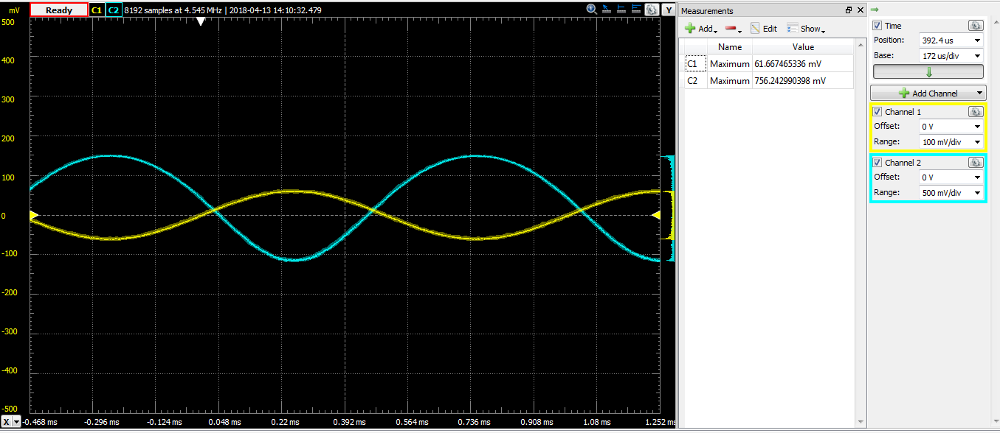 mV Ready C1 C2 8192 samples at 4.545 MHz | 2018-04-13 14:10:32.479 Y
500
400
300
200
100
0
-100
-200
-300
-400
-500
X -0.468 ms -0.296 ms -0.124 ms 0.048 ms 0.22 ms 0.392 ms 0.564 ms 0.736 ms 0.908 ms 1.08 ms 1.252 ms
Measurements
Add Edit Show
Name Value
C1 Maximum 61.667465336 mV
C2 Maximum 756.242990398 mV
Time
Position: 392.4 us
Base: 172 us/div
Add Channel
Channel 1
Offset: 0 V
Range: 100 mV/div
Channel 2
Offset: 0 V
Range: 500 mV/div